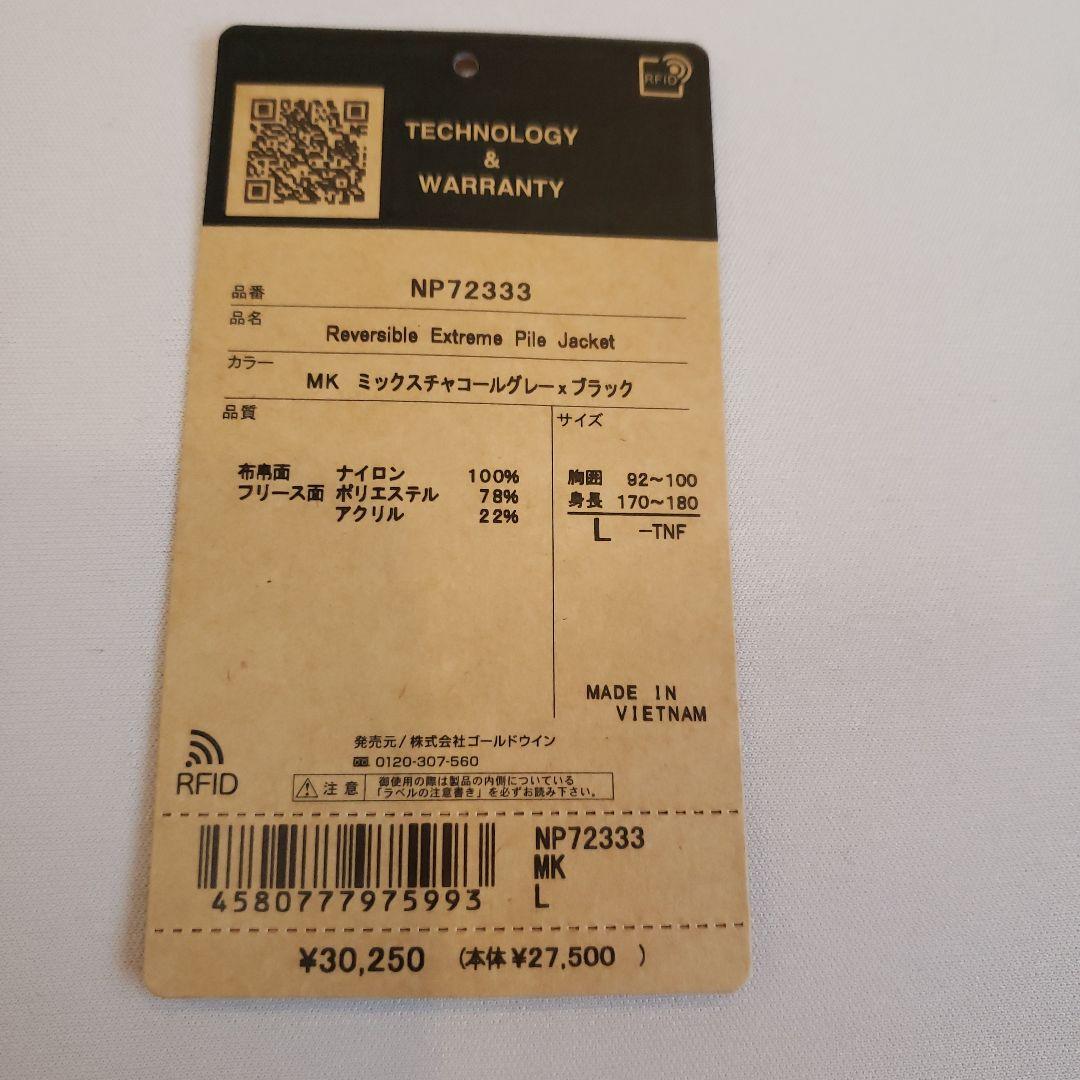 RFID
TECHNOLOGY
&
WARRANTY
品番 NP72333
品名
Reversible Extreme Pile Jacket
カラー
MK ミックスチャコールグレーxブラック
品質
布帛面 ナイロン 100%
フリース面 ポリエステル 78%
アクリル 22%
サイズ
胸囲 92〜100
身長 170〜180
L -TNF
MADE IN
VIETNAM
RFID
発売元/株式会社ゴールドウイン
0120-307-560
注意
御使用の際は製品の内側についている
「ラベルの注意書き」を必ずお読み下さい。
4580777975993
NP72333
MK
L
¥30,250 (本体¥27,500 )